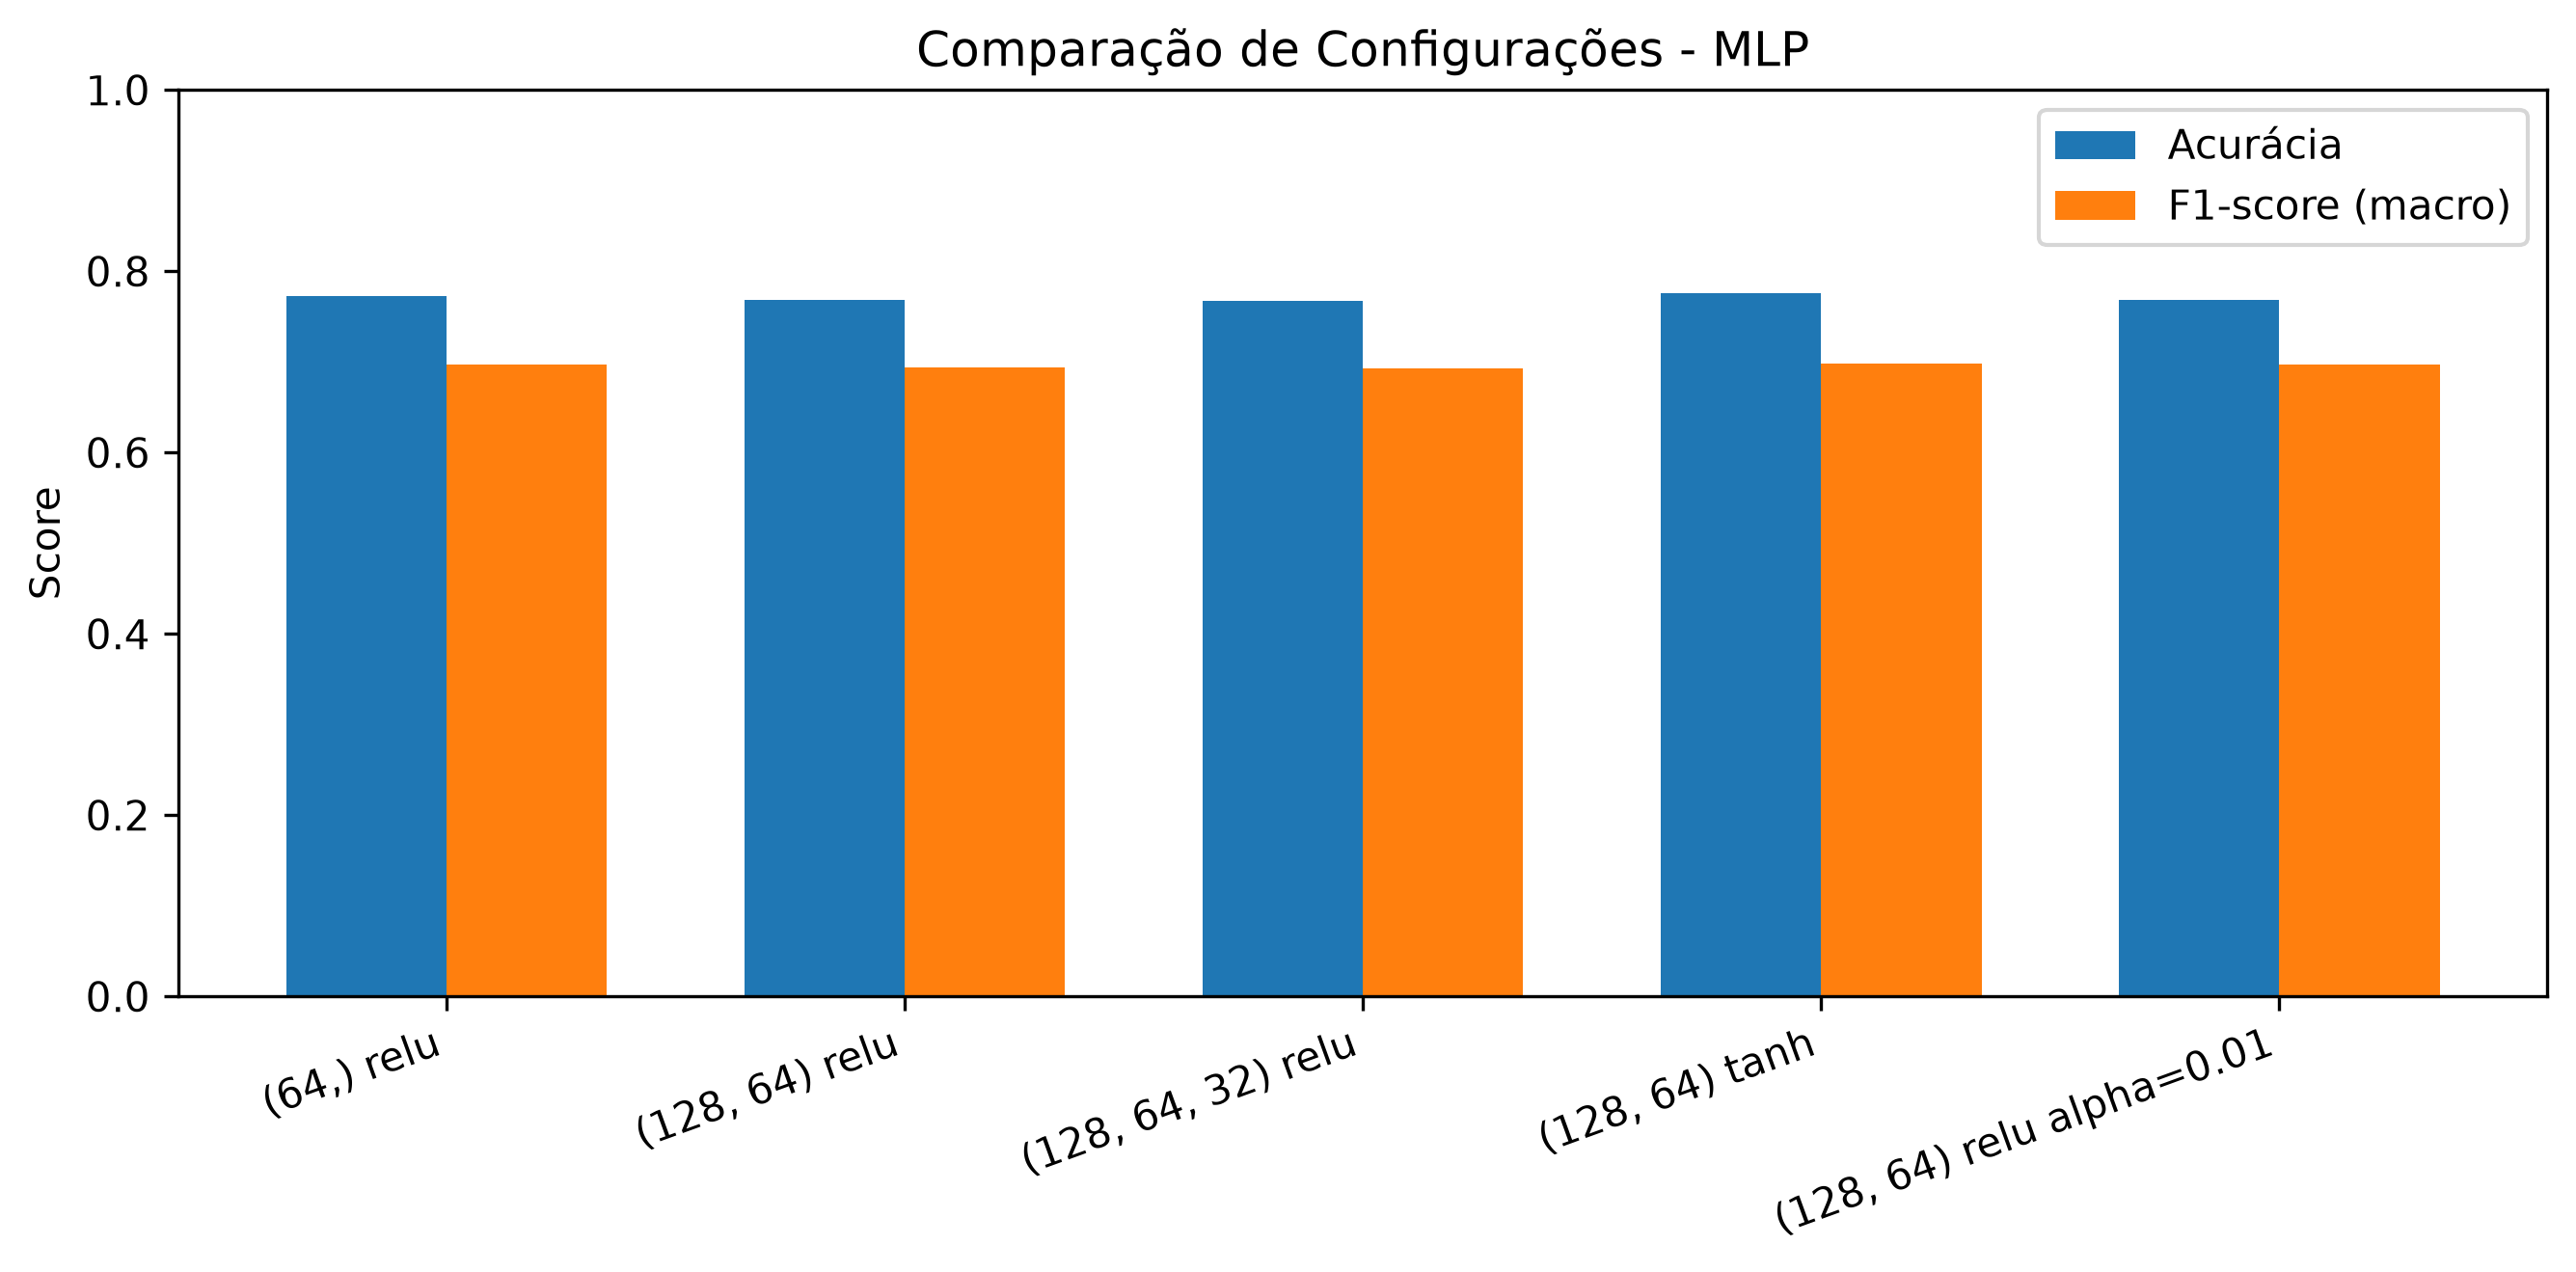 Comparação de Configurações - MLP
1.0
0.8
0.6
0.4
0.2
0.0
Score
Acurácia
F1-score (macro)
(64,) relu
(128, 64) relu
(128, 64, 32) relu
(128, 64) tanh
(128, 64) relu alpha=0.01